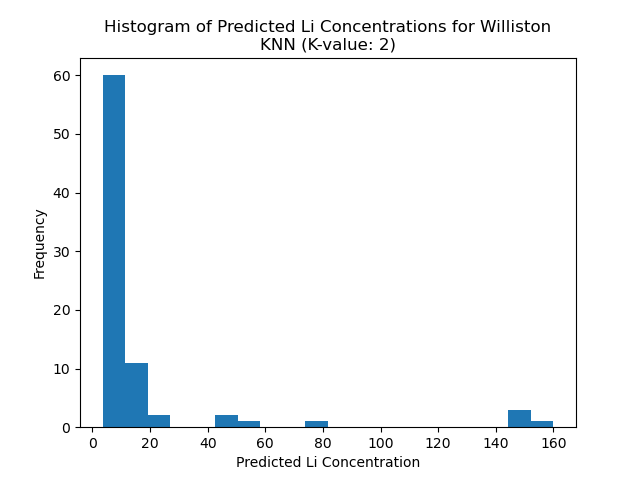 Histogram of Predicted Li Concentrations for Williston
KNN (K-value: 2)
60
50
40
30
20
10
0
Frequency
0 20 40 60 80 100 120 140 160
Predicted Li Concentration